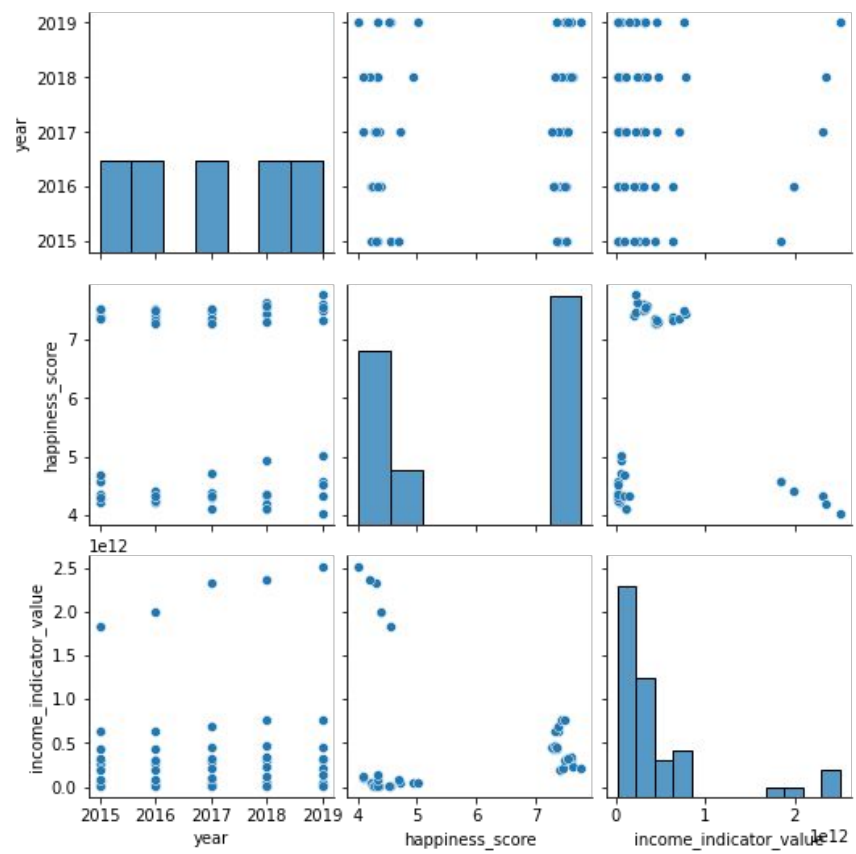 2019
2018
2017
2016
2015
year
7
6
5
4
happiness_score
1e12
2.5
2.0
1.5
1.0
0.5
0.0
income_indicator_value
2015 2016 2017 2018 2019
year
4 5 6 7
happiness_score
0 1 2
1e12
income_indicator_value